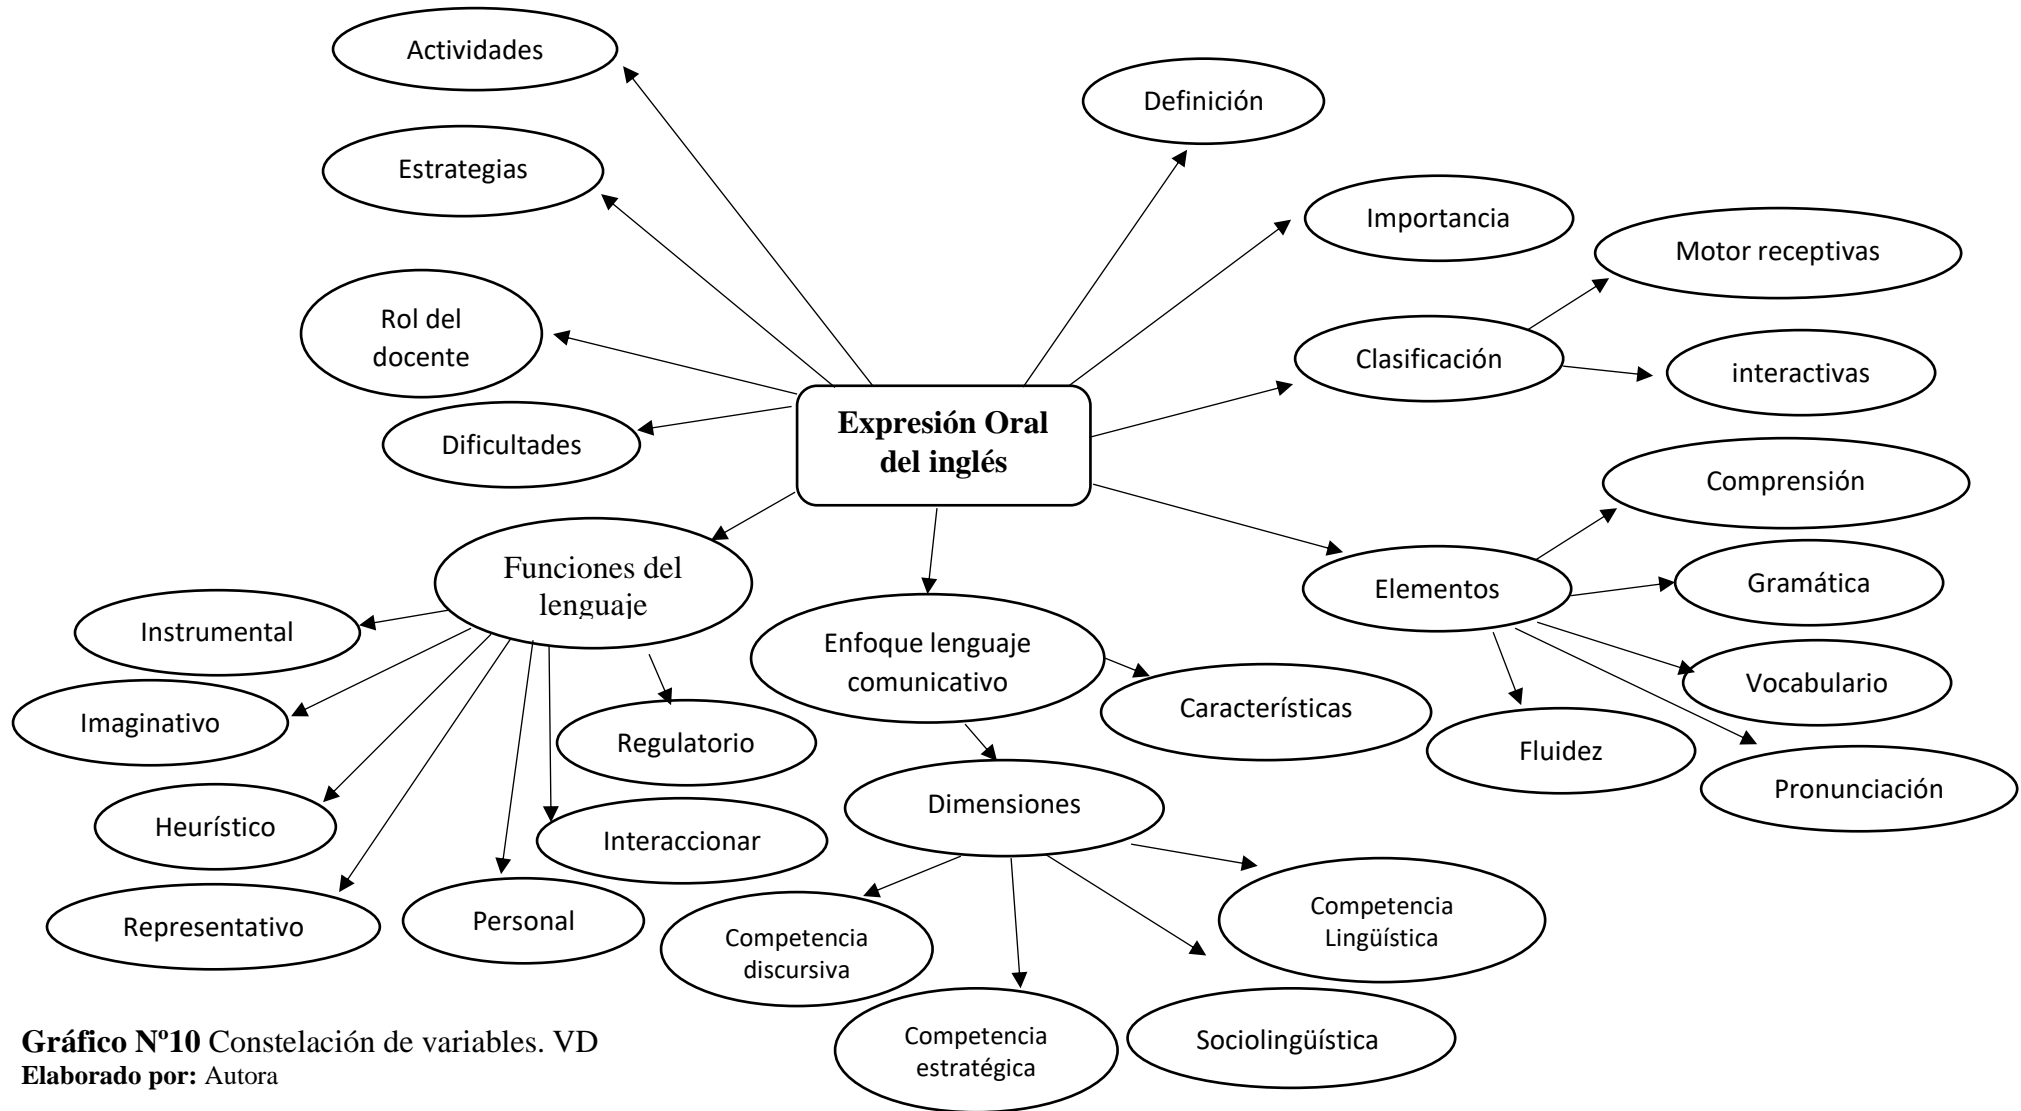 Actividades
Definición
Estrategias
Importancia
Motor receptivas
Rol del
docente
Clasificación
interactivas
Expresión Oral
del inglés
Dificultades
Comprensión
Funciones del
lenguaje
Elementos
Gramática
Instrumental
Enfoque lenguaje
comunicativo
Vocabulario
Características
Imaginativo
Regulatorio
Fluidez
Pronunciación
Dimensiones
Heurístico
Interaccionar
Representativo
Personal
Competencia
discursiva
Competencia
Lingüística
Competencia
estratégica
Sociolingüística
Gráfico Nº10 Constelación de variables. VD
Elaborado por: Autora